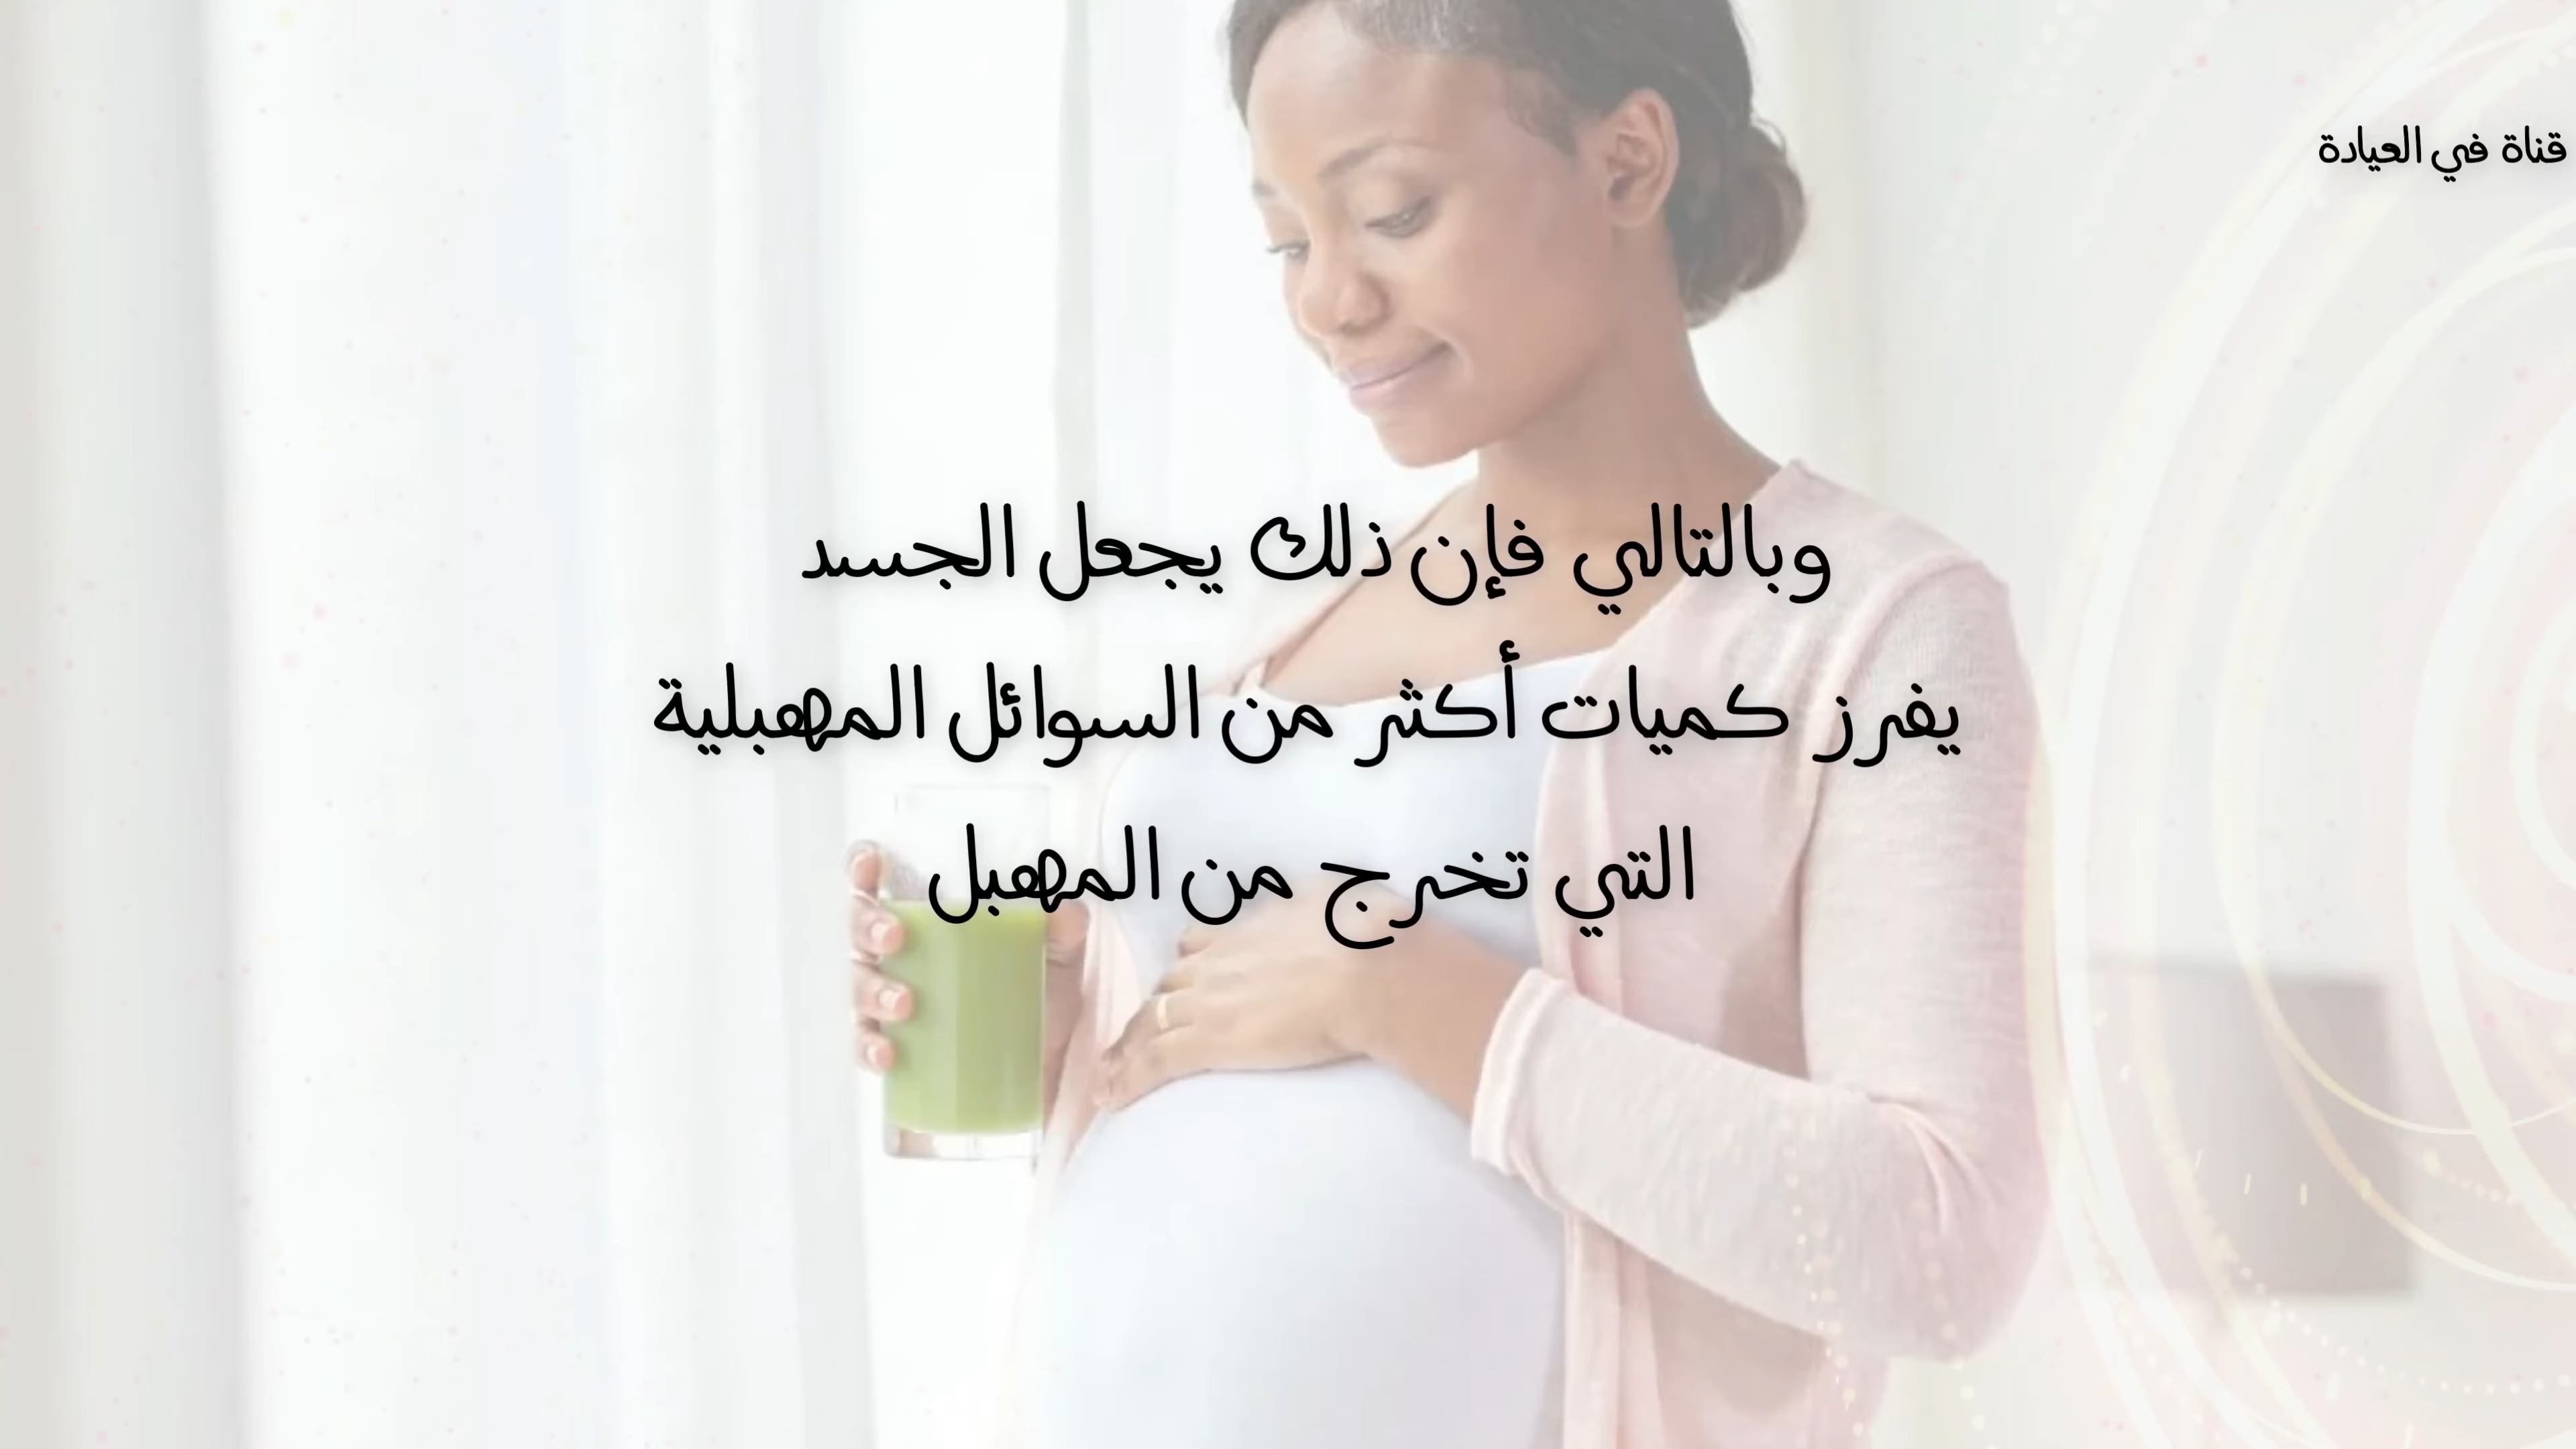 قناة في العيادة
وبالتالي فإن ذلك يجعل الجسد
يفرز كميات أكثر من السوائل المهبلية
التي تخرج من المهبل